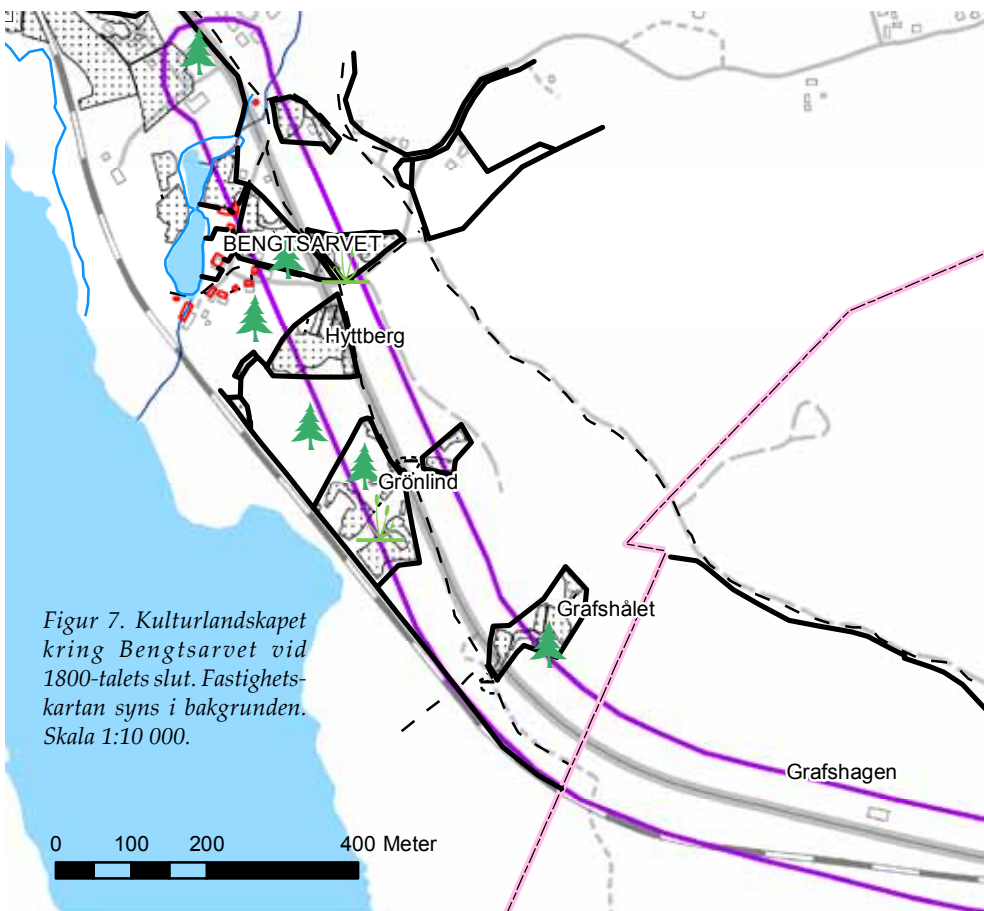 BENGTSARVET
Hyttberg
Grönlind
Grafshålet
Figur 7. Kulturlandskapet
kring Bengtsarvet vid
1800-talets slut. Fastighets-
kartan syns i bakgrunden.
Skala 1:10 000.
Grafshagen
0 100 200 400 Meter